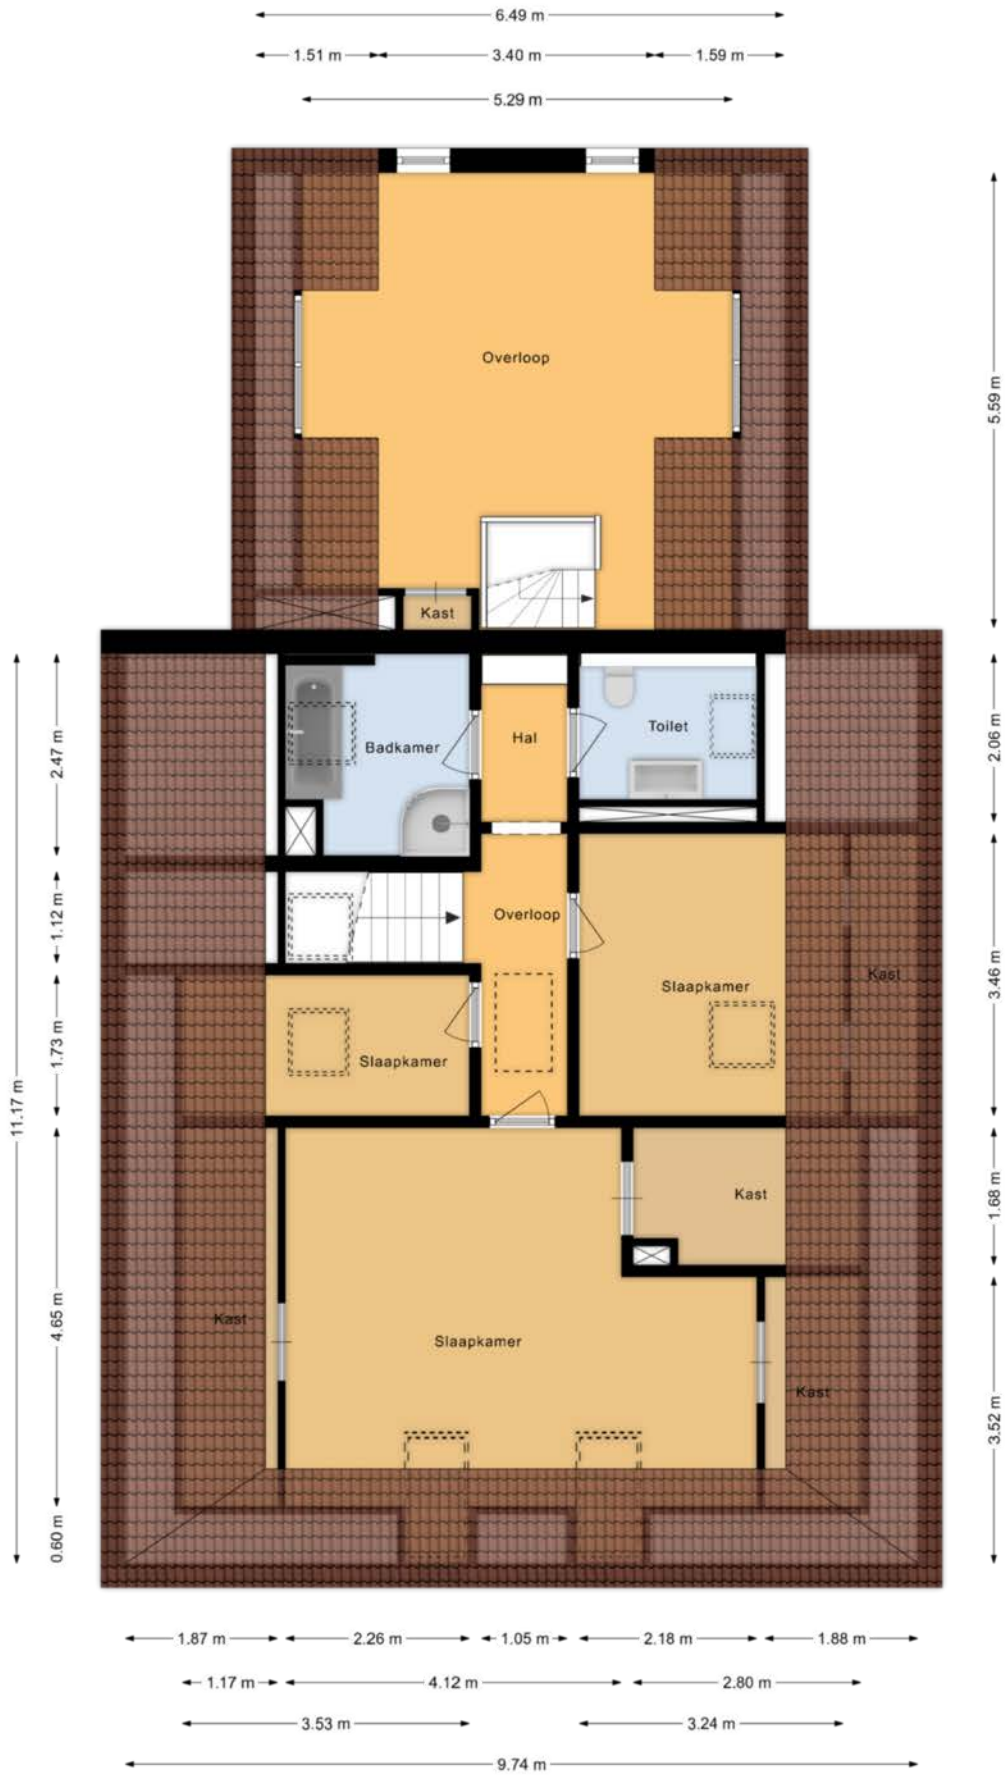 6.49 m
1.51 m
3.40 m
1.59 m
5.29 m
Overloop
5.59 m
Kast
Badkamer
Hal
Toilet
2.47 m
2.06 m
Overloop
1.12 m
Slaapkamer
Kast
3.46 m
Slaapkamer
1.73 m
11.17 m
Kast
1.68 m
Kast
4.65 m
Slaapkamer
Kast
3.52 m
0.60 m
1.87 m
2.26 m
1.05 m
2.18 m
1.88 m
1.17 m
4.12 m
2.80 m
3.53 m
3.24 m
9.74 m